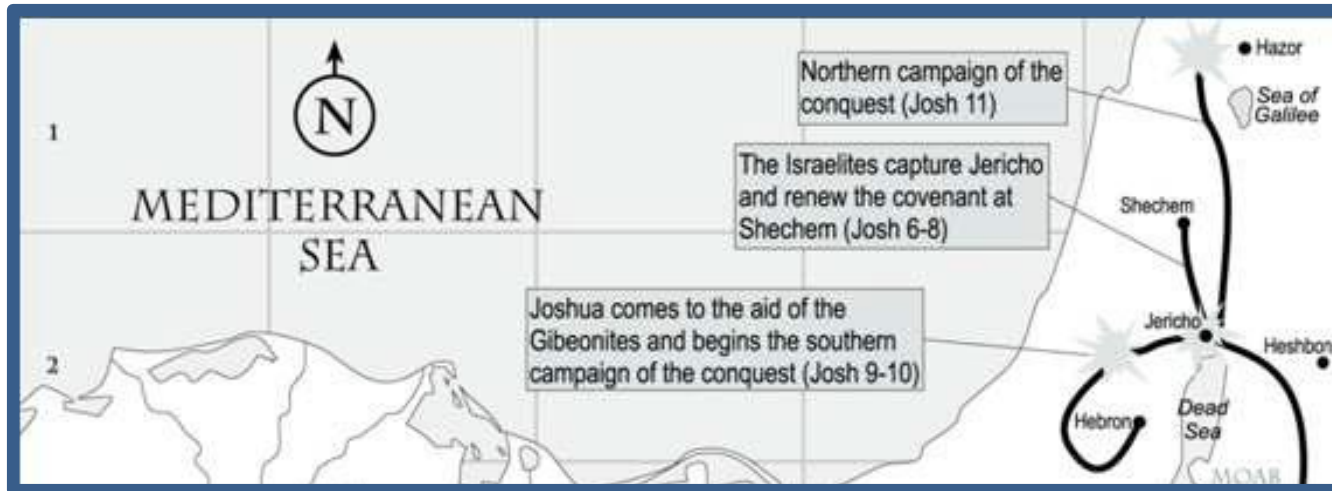 Hazor
Northern campaign of the
conquest (Josh 11)
Sea of
Galilee
1
N
The Israelites capture Jericho
and renew the covenant at
Shechem (Josh 6-8)
MEDITERRANEAN
SEA
Shechem
Joshua comes to the aid of the
Gibeonites and begins the southern
campaign of the conquest (Josh 9-10)
Jericho
Heshbon
2
Hebron
Dead
Sea
MOAB